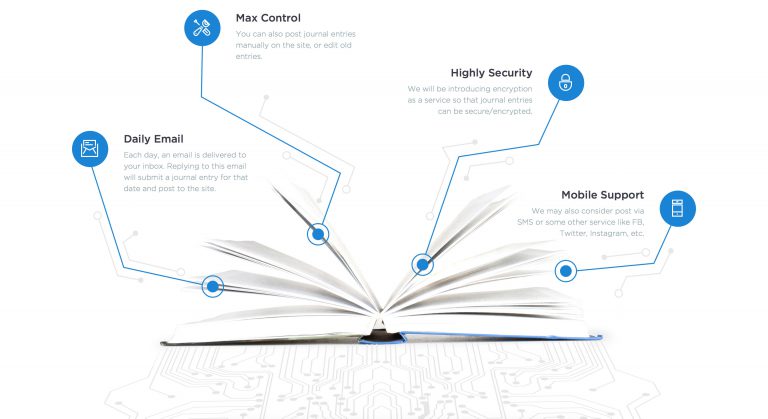 Max Control
You can also post journal entries
manually on the site, or edit old
entries.
Highly Security
We will be introducing encryption
as a service so that journal entries
can be secure/encrypted.
Daily Email
Each day, an email is delivered to
your inbox. Replying to this email
will submit a journal entry for that
date and post to the site.
Mobile Support
We may also consider post via
SMS or some other service like FB,
Twitter, Instagram, etc.